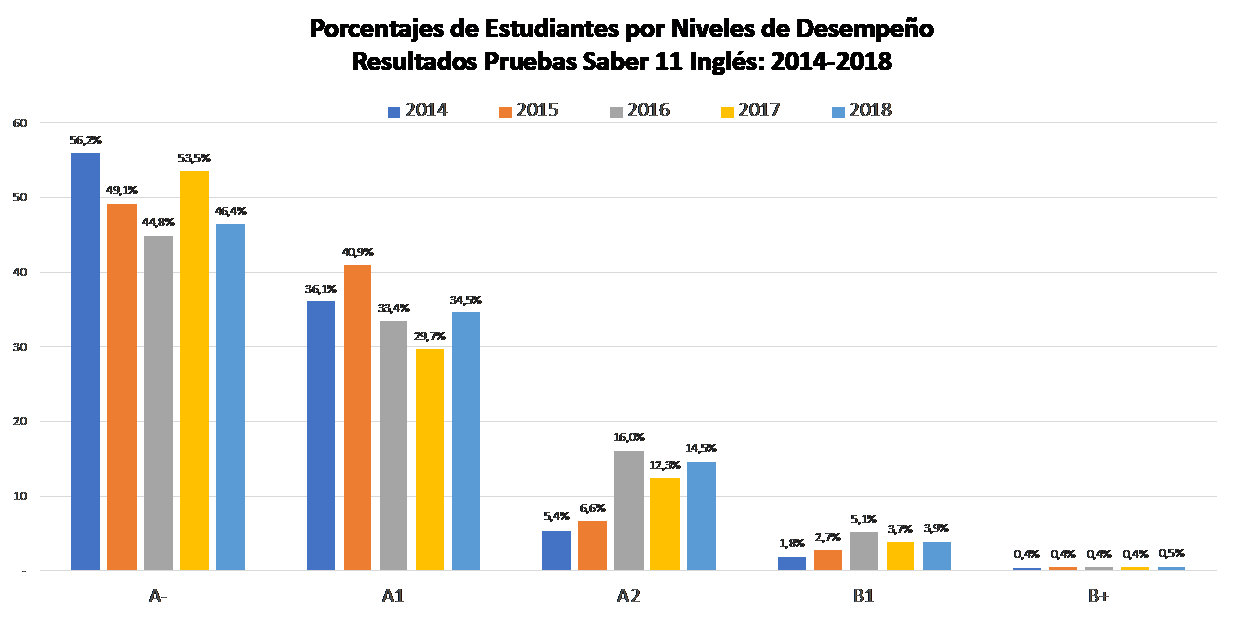 Porcentajes de Estudiantes por Niveles de Desempeño
Resultados Pruebas Saber 11 Inglés: 2014-2018
2014 2015 2016 2017 2018
60
50
40
30
20
10
-
56,2% 49,1% 44,8% 53,5% 46,4%
36,1% 40,9% 33,4% 29,7% 34,5%
5,4% 6,6% 16,0% 12,3% 14,5%
1,8% 2,7% 5,1% 3,7% 3,9%
0,4% 0,4% 0,4% 0,4% 0,5%
A- A1 A2 B1 B+